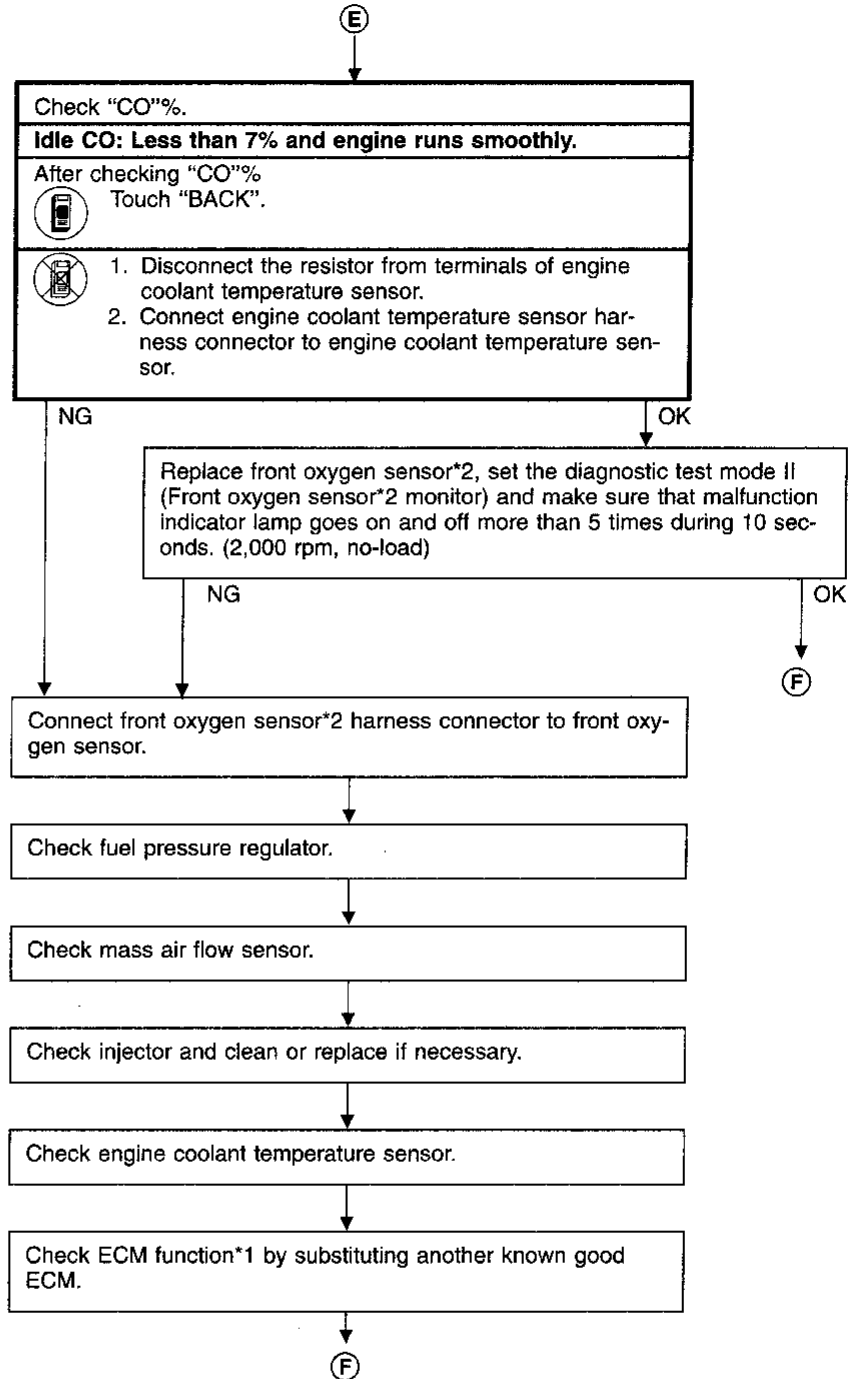 E
Check "CO"%.
Idle CO: Less than 7% and engine runs smoothly.
After checking "CO"%
Touch "BACK".
1. Disconnect the resistor from terminals of engine
coolant temperature sensor.
2. Connect engine coolant temperature sensor har-
ness connector to engine coolant temperature sen-
sor.
NG
OK
Replace front oxygen sensor*2, set the diagnostic test mode II
(Front oxygen sensor*2 monitor) and make sure that malfunction
indicator lamp goes on and off more than 5 times during 10 sec-
onds. (2,000 rpm, no-load)
NG
OK
F
Connect front oxygen sensor*2 harness connector to front oxy-
gen sensor.
Check fuel pressure regulator.
Check mass air flow sensor.
Check injector and clean or replace if necessary.
Check engine coolant temperature sensor.
Check ECM function*1 by substituting another known good
ECM.
F